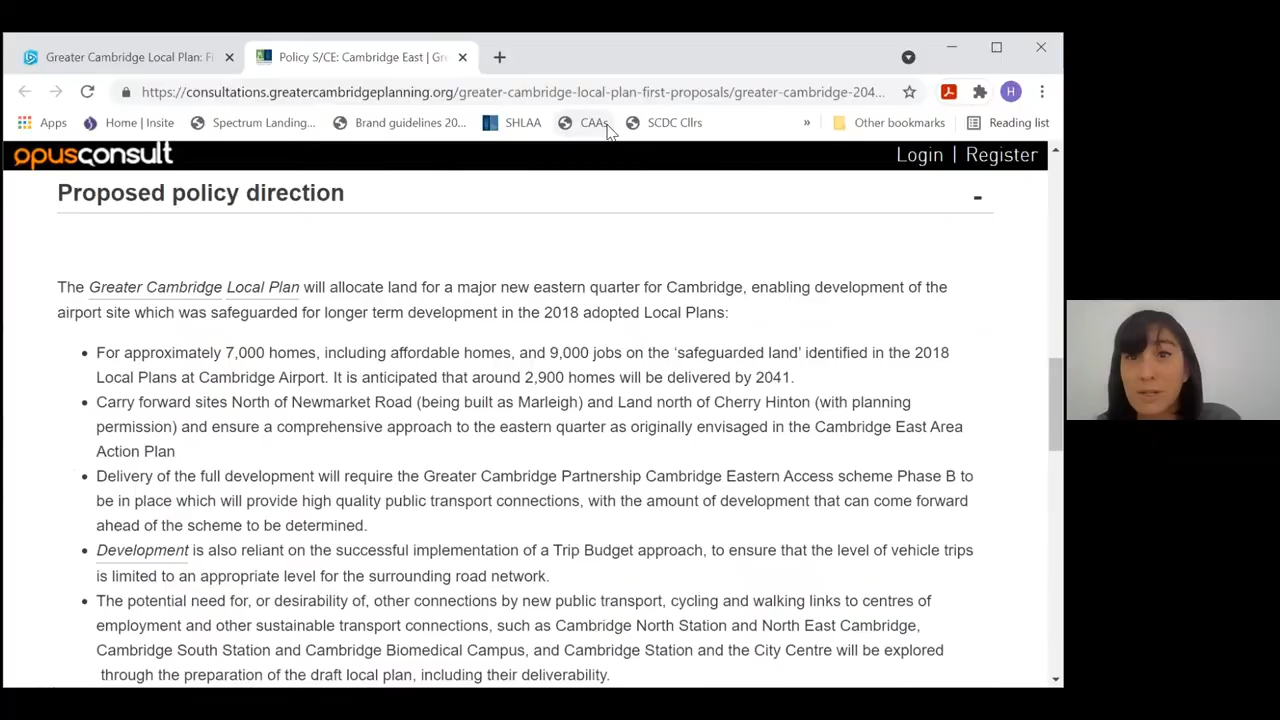 Greater Cambridge Local Plan: Fi
Policy S/CE: Cambridge East | Gre
https://consultations.greatercambridgeplanning.org/greater-cambridge-local-plan-first-proposals/greater-cambridge-204...
H
Apps
Home | Insite
Spectrum Landing...
Brand guidelines 20...
SHLAA
CAAs
SCDC Cllrs
»
Other bookmarks
Reading list
opusconsult
Login | Register
Proposed policy direction
-
The Greater Cambridge Local Plan will allocate land for a major new eastern quarter for Cambridge, enabling development of the
airport site which was safeguarded for longer term development in the 2018 adopted Local Plans:
• For approximately 7,000 homes, including affordable homes, and 9,000 jobs on the ‘safeguarded land’ identified in the 2018
Local Plans at Cambridge Airport. It is anticipated that around 2,900 homes will be delivered by 2041.
• Carry forward sites North of Newmarket Road (being built as Marleigh) and Land north of Cherry Hinton (with planning
permission) and ensure a comprehensive approach to the eastern quarter as originally envisaged in the Cambridge East Area
Action Plan
• Delivery of the full development will require the Greater Cambridge Partnership Cambridge Eastern Access scheme Phase B to
be in place which will provide high quality public transport connections, with the amount of development that can come forward
ahead of the scheme to be determined.
• Development is also reliant on the successful implementation of a Trip Budget approach, to ensure that the level of vehicle trips
is limited to an appropriate level for the surrounding road network.
• The potential need for, or desirability of, other connections by new public transport, cycling and walking links to centres of
employment and other sustainable transport connections, such as Cambridge North Station and North East Cambridge,
Cambridge South Station and Cambridge Biomedical Campus, and Cambridge Station and the City Centre will be explored
through the preparation of the draft local plan, including their deliverability.